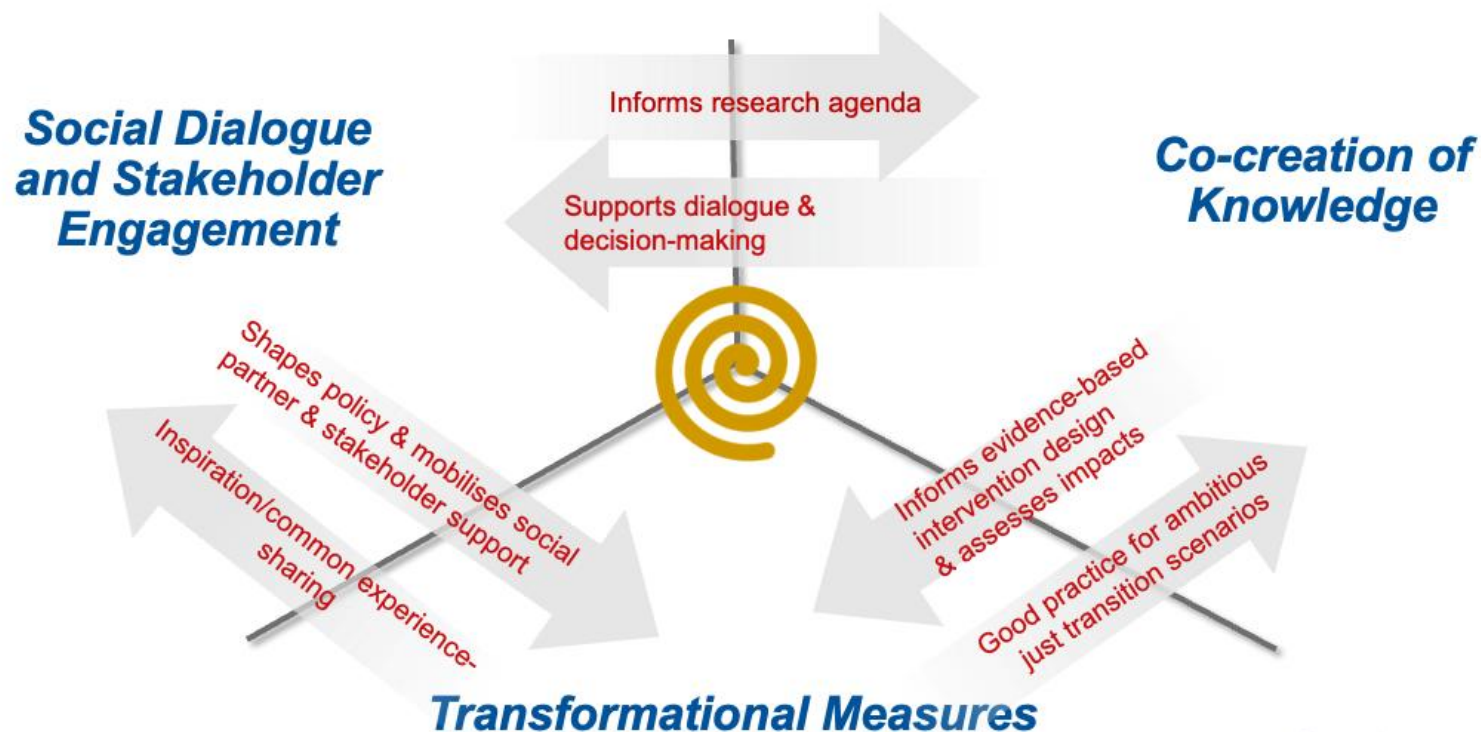 Informs research agenda
Social Dialogue
and Stakeholder
Engagement
Co-creation of
Knowledge
Supports dialogue &
decision-making
Shapes policy & mobilises social
partner & stakeholder support
Inspiration/common experience-
sharing
Informs evidence-based
intervention design
& assesses impacts
Good practice for ambitious
just transition scenarios
Transformational Measures